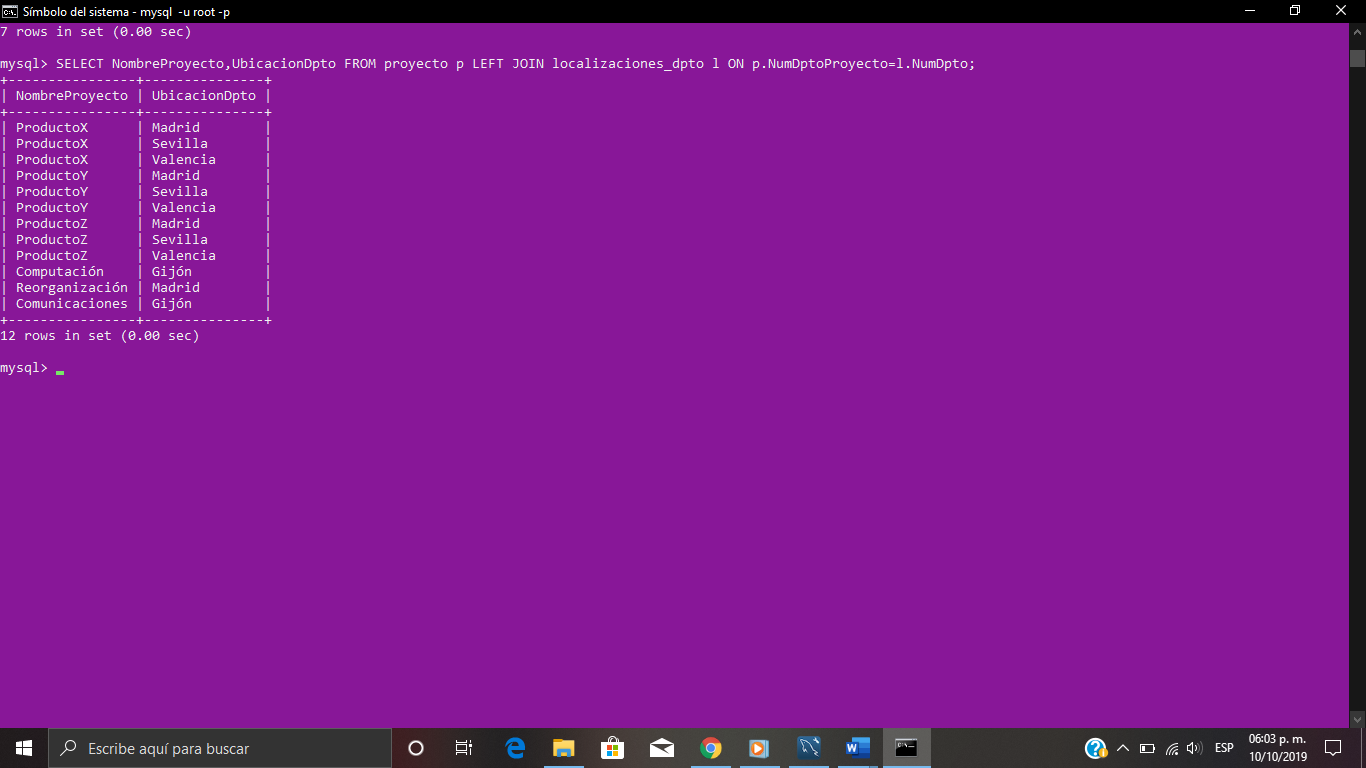 Símbolo del sistema - mysql  -u root -p
7 rows in set (0.00 sec)

mysql> SELECT NombreProyecto,UbicacionDpto FROM proyecto p LEFT JOIN localizaciones_dpto l ON p.NumDptoProyecto=l.NumDpto;
+----------------+---------------+
| NombreProyecto | UbicacionDpto |
+----------------+---------------+
| ProductoX      | Madrid        |
| ProductoX      | Sevilla       |
| ProductoX      | Valencia      |
| ProductoY      | Madrid        |
| ProductoY      | Sevilla       |
| ProductoY      | Valencia      |
| ProductoZ      | Madrid        |
| ProductoZ      | Sevilla       |
| ProductoZ      | Valencia      |
| Computación    | Gijón         |
| Reorganización | Madrid        |
| Comunicaciones | Gijón         |
+----------------+---------------+
12 rows in set (0.00 sec)

mysql>
Escribe aquí para buscar
ESP
06:03 p. m.
10/10/2019